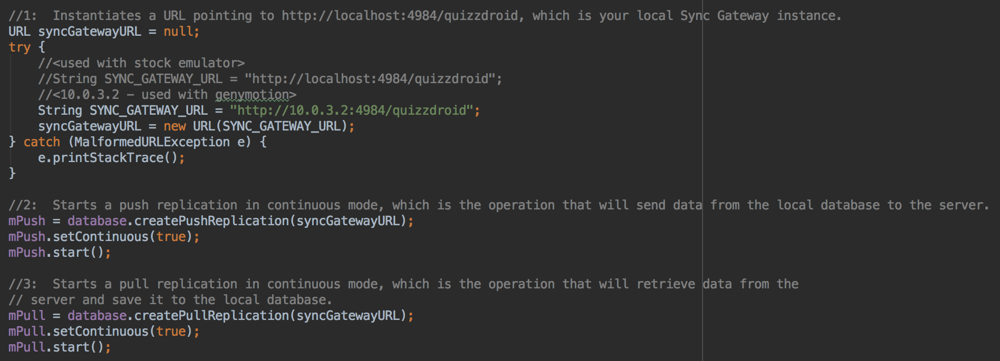 //1:  Instantiates a URL pointing to http://localhost:4984/quizzdroid, which is your local Sync Gateway instance.
URL syncGatewayURL = null;
try {
    //<used with stock emulator>
    //String SYNC_GATEWAY_URL = "http://localhost:4984/quizzdroid";
    //<10.0.3.2 – used with genymotion>
    String SYNC_GATEWAY_URL = "http://10.0.3.2:4984/quizzdroid";
    syncGatewayURL = new URL(SYNC_GATEWAY_URL);
} catch (MalformedURLException e) {
    e.printStackTrace();
}

//2:  Starts a push replication in continuous mode, which is the operation that will send data from the local database to the server.
mPush = database.createPushReplication(syncGatewayURL);
mPush.setContinuous(true);
mPush.start();

//3:  Starts a pull replication in continuous mode, which is the operation that will retrieve data from the
// server and save it to the local database.
mPull = database.createPullReplication(syncGatewayURL);
mPull.setContinuous(true);
mPull.start();